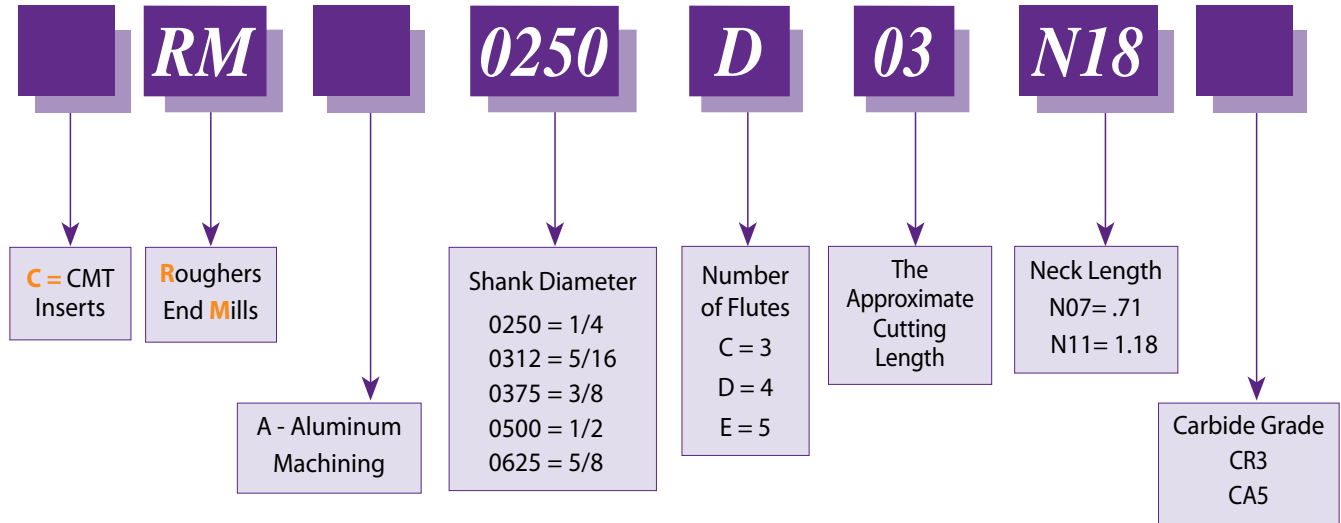 RM 0250 D 03 N18
C = CMT
Inserts
Roughers
End Mills
A - Aluminum
Machining
Shank Diameter
0250 = 1/4
0312 = 5/16
0375 = 3/8
0500 = 1/2
0625 = 5/8
Number
of Flutes
C = 3
D = 4
E = 5
The
Approximate
Cutting
Length
Neck Length
N07= .71
N11= 1.18
Carbide Grade
CR3
CA5